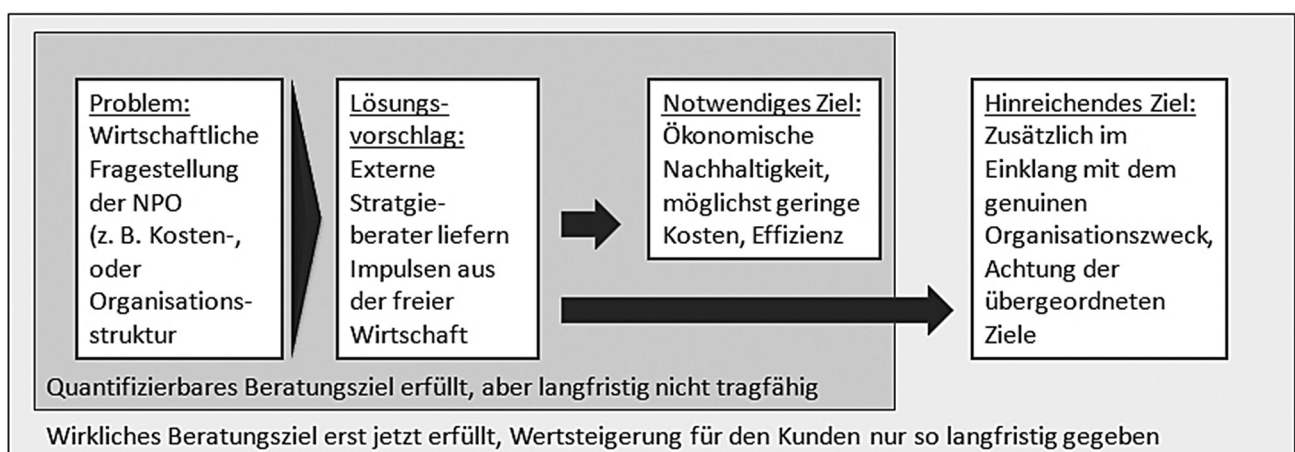 Problem:
Wirtschaftliche
Fragestellung
der NPO
(z. B. Kosten-,
oder
Organisations-
struktur
Lösungs-
vorschlag:
Externe
Stratgie-
berater liefern
Impulsen aus
der freier
Wirtschaft
Notwendiges Ziel:
Ökonomische
Nachhaltigkeit,
möglichst geringe
Kosten, Effizienz
Hinreichendes Ziel:
Zusätzlich im
Einklang mit dem
genuinen
Organisationszweck,
Achtung der
übergeordneten
Ziele
Quantifizierbares Beratungsziel erfüllt, aber langfristig nicht tragfähig
Wirkliches Beratungsziel erst jetzt erfüllt, Wertsteigerung für den Kunden nur so langfristig gegeben